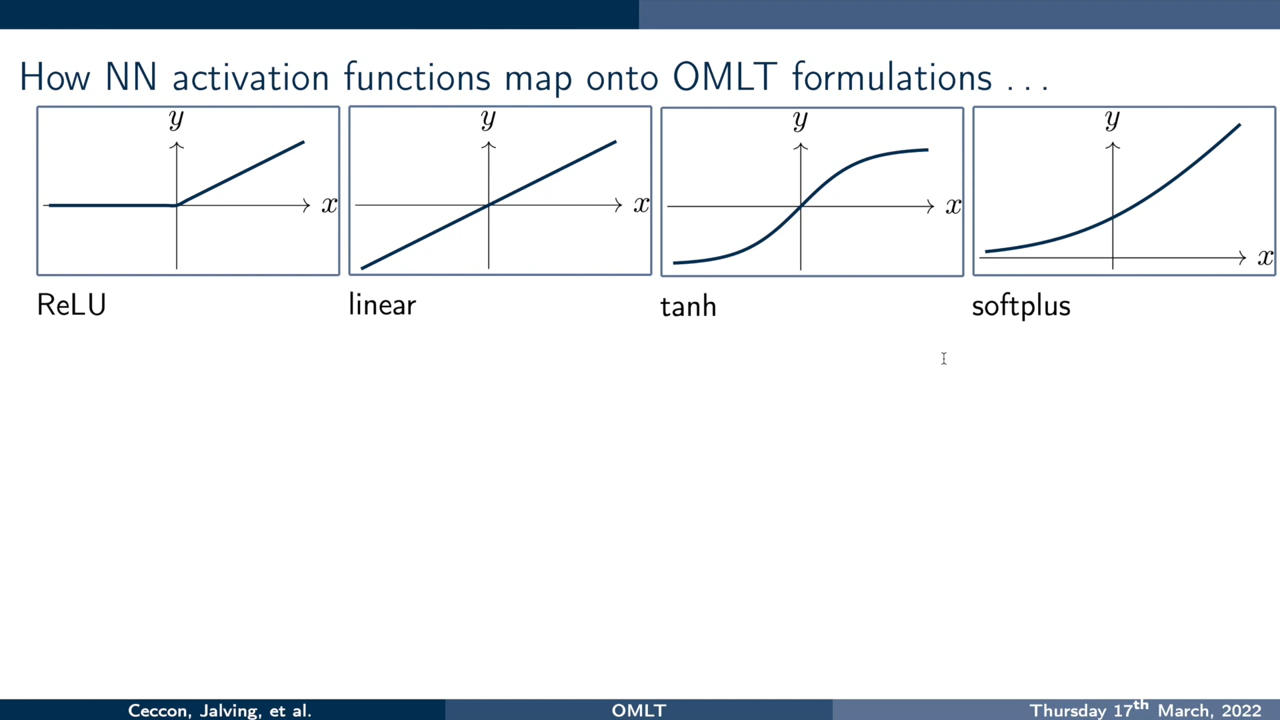 How NN activation functions map onto OMLT formulations . . .
y y y y
x x x x
ReLU linear tanh softplus
Ceccon, Jalving, et al. OMLT Thursday 17th March, 2022